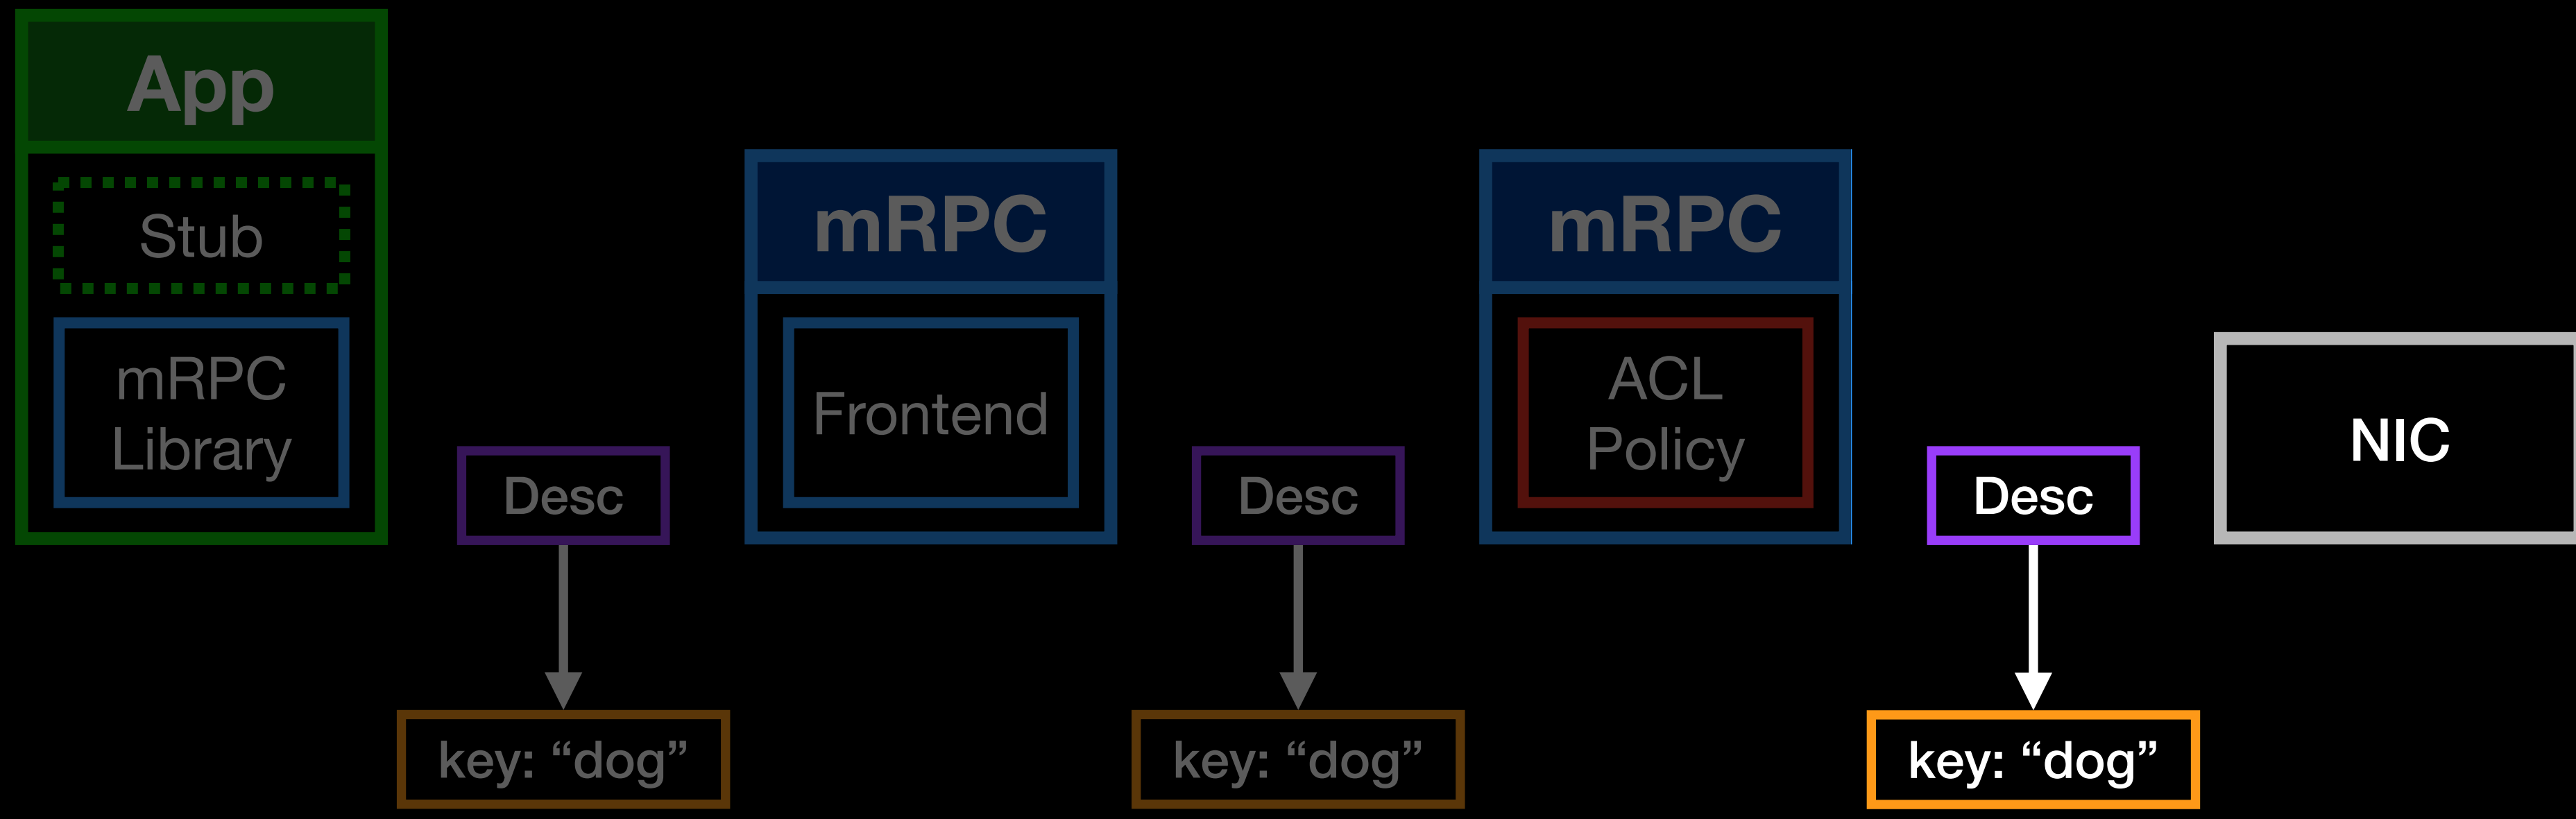 App
Stub
mRPC
Library
Desc
key: “dog”
mRPC
Frontend
Desc
key: “dog”
mRPC
ACL
Policy
Desc
key: “dog”
NIC